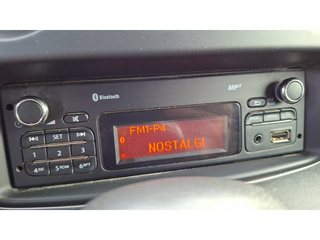 Bluetooth
MP3
SET
FM1-P4
NOSTALGI
1 2 3
4 5 6